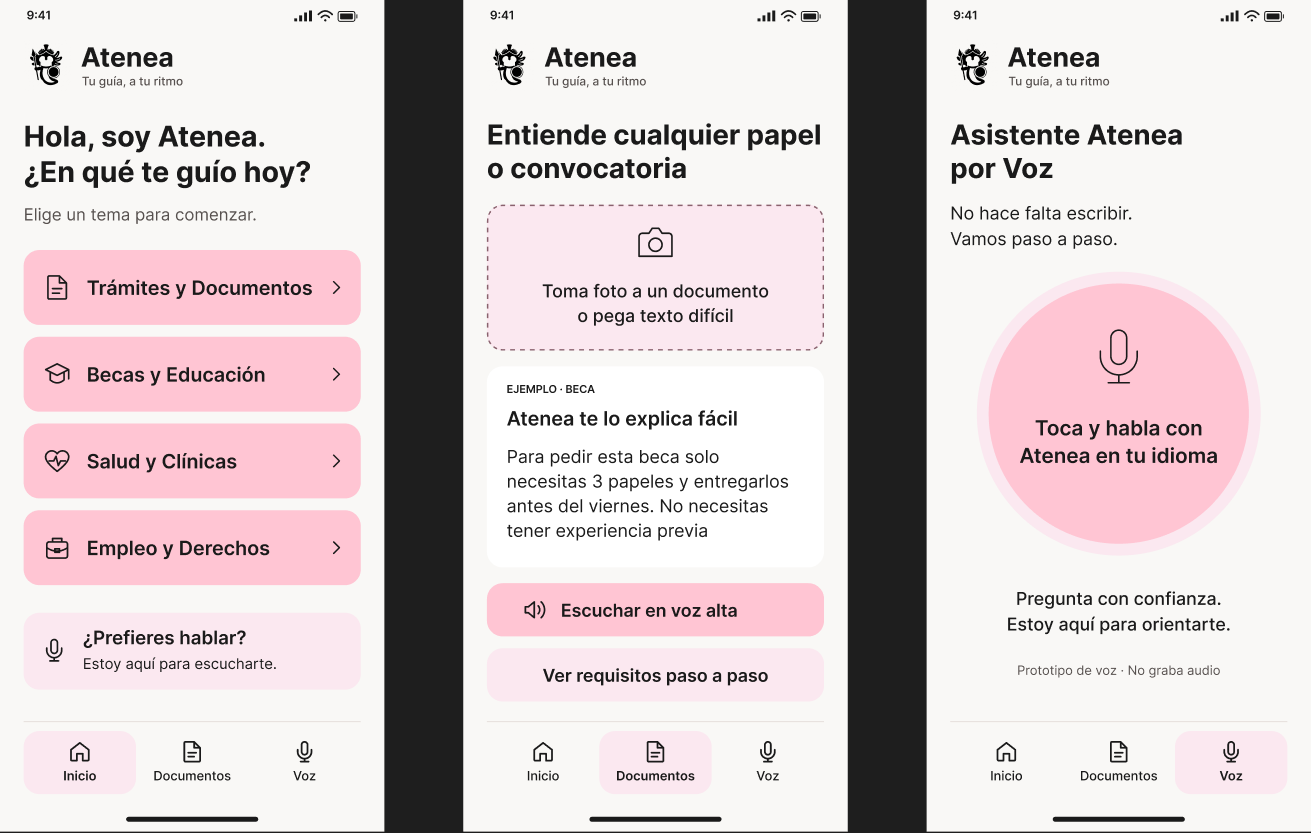 9:41
Atenea
Tu guía, a tu ritmo
Hola, soy Atenea.
¿En qué te guío hoy?
Elige un tema para comenzar.
Trámites y Documentos
Becas y Educación
Salud y Clínicas
Empleo y Derechos
¿Prefieres hablar?
Estoy aquí para escucharte.
Inicio
Documentos
Voz
9:41
Atenea
Tu guía, a tu ritmo
Entiende cualquier papel
o convocatoria
Toma foto a un documento
o pega texto difícil
EJEMPLO · BECA
Atenea te lo explica fácil
Para pedir esta beca solo
necesitas 3 papeles y entregarlos
antes del viernes. No necesitas
tener experiencia previa
Escuchar en voz alta
Ver requisitos paso a paso
Inicio
Documentos
Voz
9:41
Atenea
Tu guía, a tu ritmo
Asistente Atenea
por Voz
No hace falta escribir.
Vamos paso a paso.
Toca y habla con
Atenea en tu idioma
Pregunta con confianza.
Estoy aquí para orientarte.
Prototipo de voz · No graba audio
Inicio
Documentos
Voz